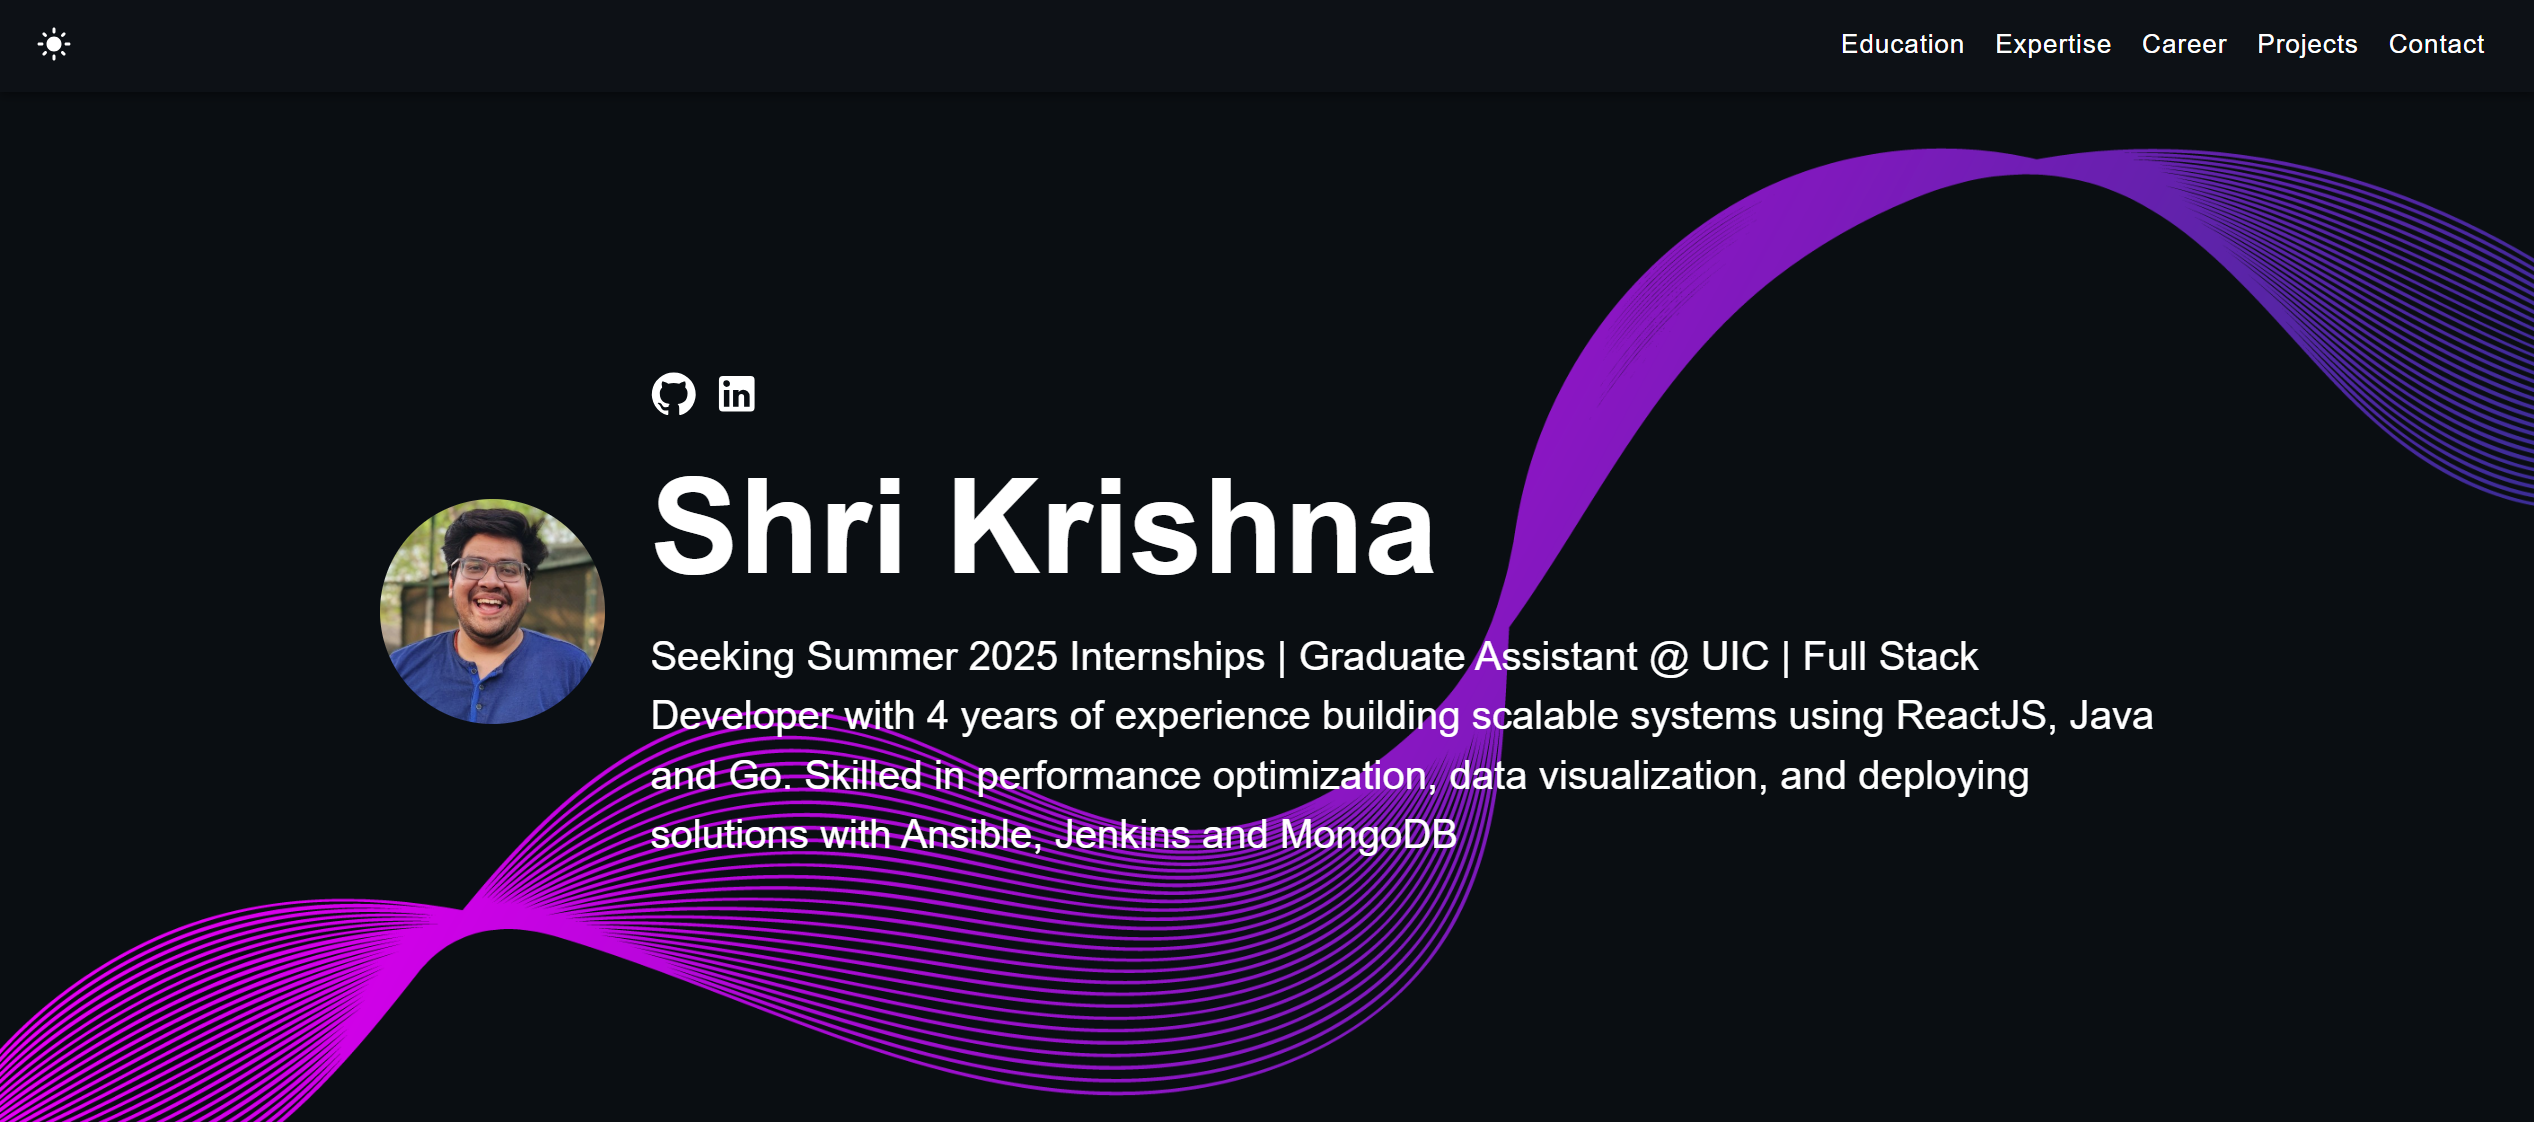 Education Expertise Career Projects Contact
in
Shri Krishna
Seeking Summer 2025 Internships | Graduate Assistant @ UIC | Full Stack
Developer with 4 years of experience building scalable systems using ReactJS, Java
and Go. Skilled in performance optimization, data visualization, and deploying
solutions with Ansible, Jenkins and MongoDB